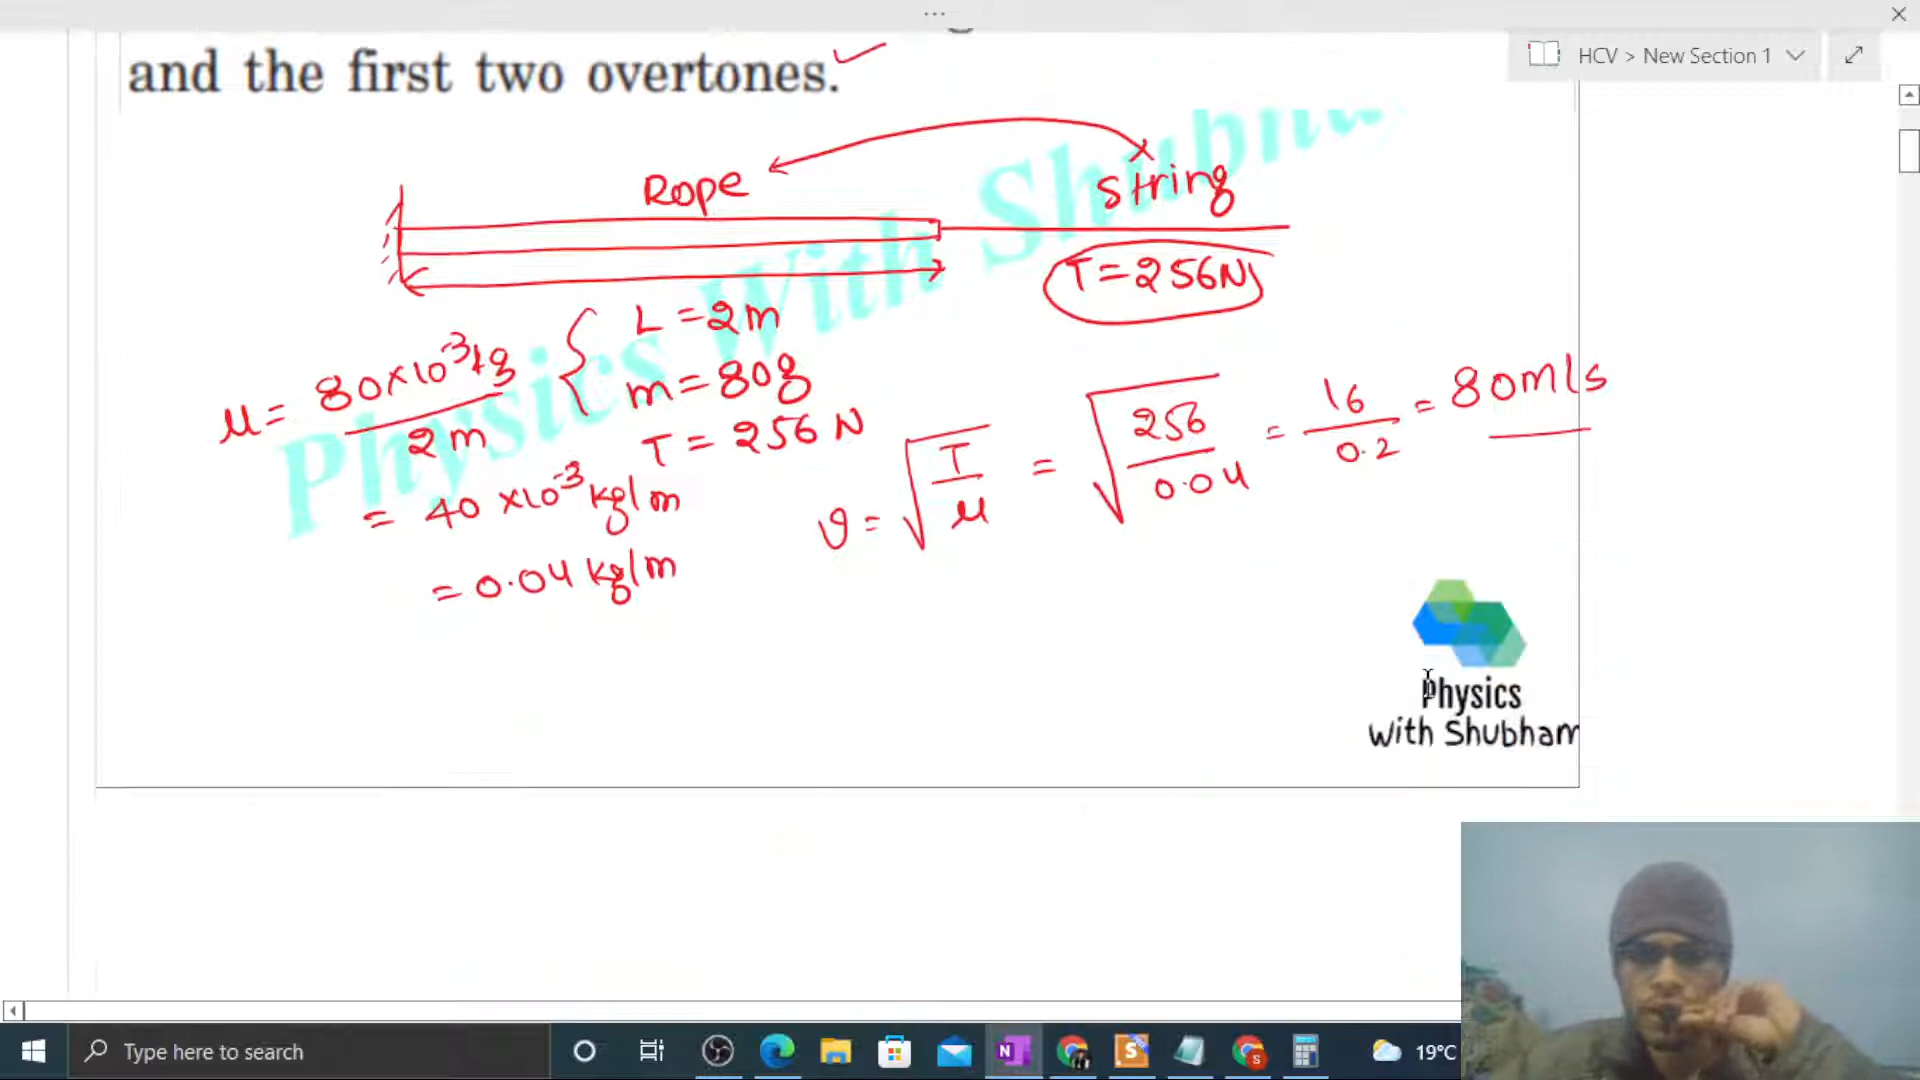 HCV > New Section 1
and the first two overtones.
Rope
String
T = 256N
L = 2m
m = 80g
T = 256 N
μ = 80×10⁻³kg / 2m
= 40 ×10⁻³ kg/m
= 0.04 kg/m
v = √(T/μ) = √(256/0.04) = 16/0.2 = 80m/s
Physics With Shubham
Physics
With Shubham
Type here to search
19°C